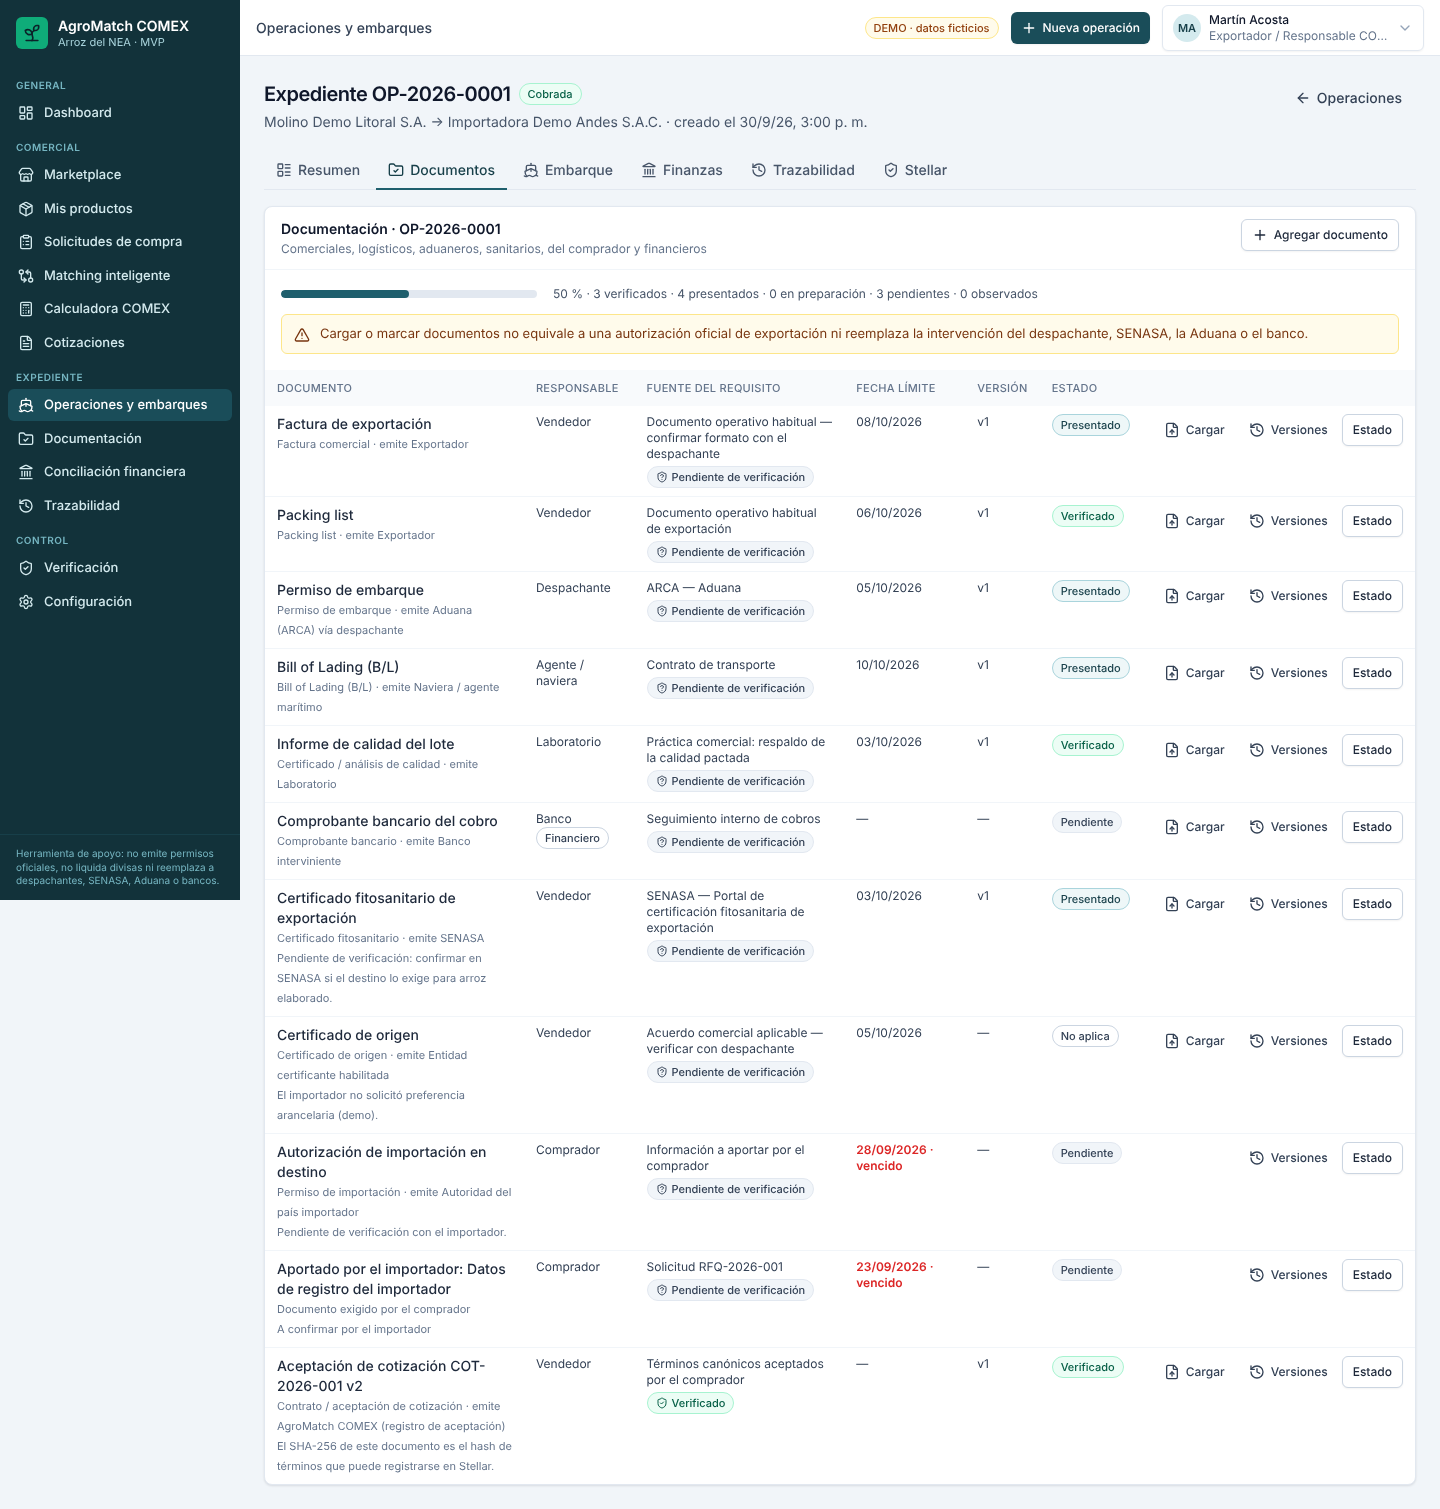 AgroMatch COMEX
Arroz del NEA · MVP
GENERAL
Dashboard
COMERCIAL
Marketplace
Mis productos
Solicitudes de compra
Matching inteligente
Calculadora COMEX
Cotizaciones
EXPEDIENTE
Operaciones y embarques
Documentación
Conciliación financiera
Trazabilidad
CONTROL
Verificación
Configuración
Herramienta de apoyo: no emite permisos
oficiales, no liquida divisas ni reemplaza a
despachantes, SENASA, Aduana o bancos.
Operaciones y embarques
DEMO · datos ficticios
Nueva operación
MA
Martín Acosta
Exportador / Responsable CO...
Expediente OP-2026-0001 Cobrada
Molino Demo Litoral S.A. → Importadora Demo Andes S.A.C. · creado el 30/9/26, 3:00 p. m.
← Operaciones
Resumen Documentos Embarque Finanzas Trazabilidad Stellar
Documentación · OP-2026-0001
Comerciales, logísticos, aduaneros, sanitarios, del comprador y financieros
Agregar documento
50 % · 3 verificados · 4 presentados · 0 en preparación · 3 pendientes · 0 observados
Cargar o marcar documentos no equivale a una autorización oficial de exportación ni reemplaza la intervención del despachante, SENASA, la Aduana o el banco.
DOCUMENTO RESPONSABLE FUENTE DEL REQUISITO FECHA LÍMITE VERSIÓN ESTADO
Factura de exportación
Factura comercial · emite Exportador
Vendedor
Documento operativo habitual —
confirmar formato con el
despachante
Pendiente de verificación
08/10/2026
v1
Presentado
Cargar Versiones Estado
Packing list
Packing list · emite Exportador
Vendedor
Documento operativo habitual
de exportación
Pendiente de verificación
06/10/2026
v1
Verificado
Cargar Versiones Estado
Permiso de embarque
Permiso de embarque · emite Aduana
(ARCA) vía despachante
Despachante
ARCA — Aduana
Pendiente de verificación
05/10/2026
v1
Presentado
Cargar Versiones Estado
Bill of Lading (B/L)
Bill of Lading (B/L) · emite Naviera / agente
marítimo
Agente /
naviera
Contrato de transporte
Pendiente de verificación
10/10/2026
v1
Presentado
Cargar Versiones Estado
Informe de calidad del lote
Certificado / análisis de calidad · emite
Laboratorio
Laboratorio
Práctica comercial: respaldo de
la calidad pactada
Pendiente de verificación
03/10/2026
v1
Verificado
Cargar Versiones Estado
Comprobante bancario del cobro
Comprobante bancario · emite Banco
interviniente
Banco
Financiero
Seguimiento interno de cobros
Pendiente de verificación
—
—
Pendiente
Cargar Versiones Estado
Certificado fitosanitario de
exportación
Certificado fitosanitario · emite SENASA
Pendiente de verificación: confirmar en
SENASA si el destino lo exige para arroz
elaborado.
Vendedor
SENASA — Portal de
certificación fitosanitaria de
exportación
Pendiente de verificación
03/10/2026
v1
Presentado
Cargar Versiones Estado
Certificado de origen
Certificado de origen · emite Entidad
certificante habilitada
El importador no solicitó preferencia
arancelaria (demo).
Vendedor
Acuerdo comercial aplicable —
verificar con despachante
Pendiente de verificación
05/10/2026
—
No aplica
Cargar Versiones Estado
Autorización de importación en
destino
Permiso de importación · emite Autoridad del
país importador
Pendiente de verificación con el importador.
Comprador
Información a aportar por el
comprador
Pendiente de verificación
28/09/2026 ·
vencido
—
Pendiente
Versiones Estado
Aportado por el importador: Datos
de registro del importador
Documento exigido por el comprador
A confirmar por el importador
Comprador
Solicitud RFQ-2026-001
Pendiente de verificación
23/09/2026 ·
vencido
—
Pendiente
Versiones Estado
Aceptación de cotización COT-
2026-001 v2
Contrato / aceptación de cotización · emite
AgroMatch COMEX (registro de aceptación)
El SHA-256 de este documento es el hash de
términos que puede registrarse en Stellar.
Vendedor
Términos canónicos aceptados
por el comprador
Verificado
—
v1
Verificado
Cargar Versiones Estado